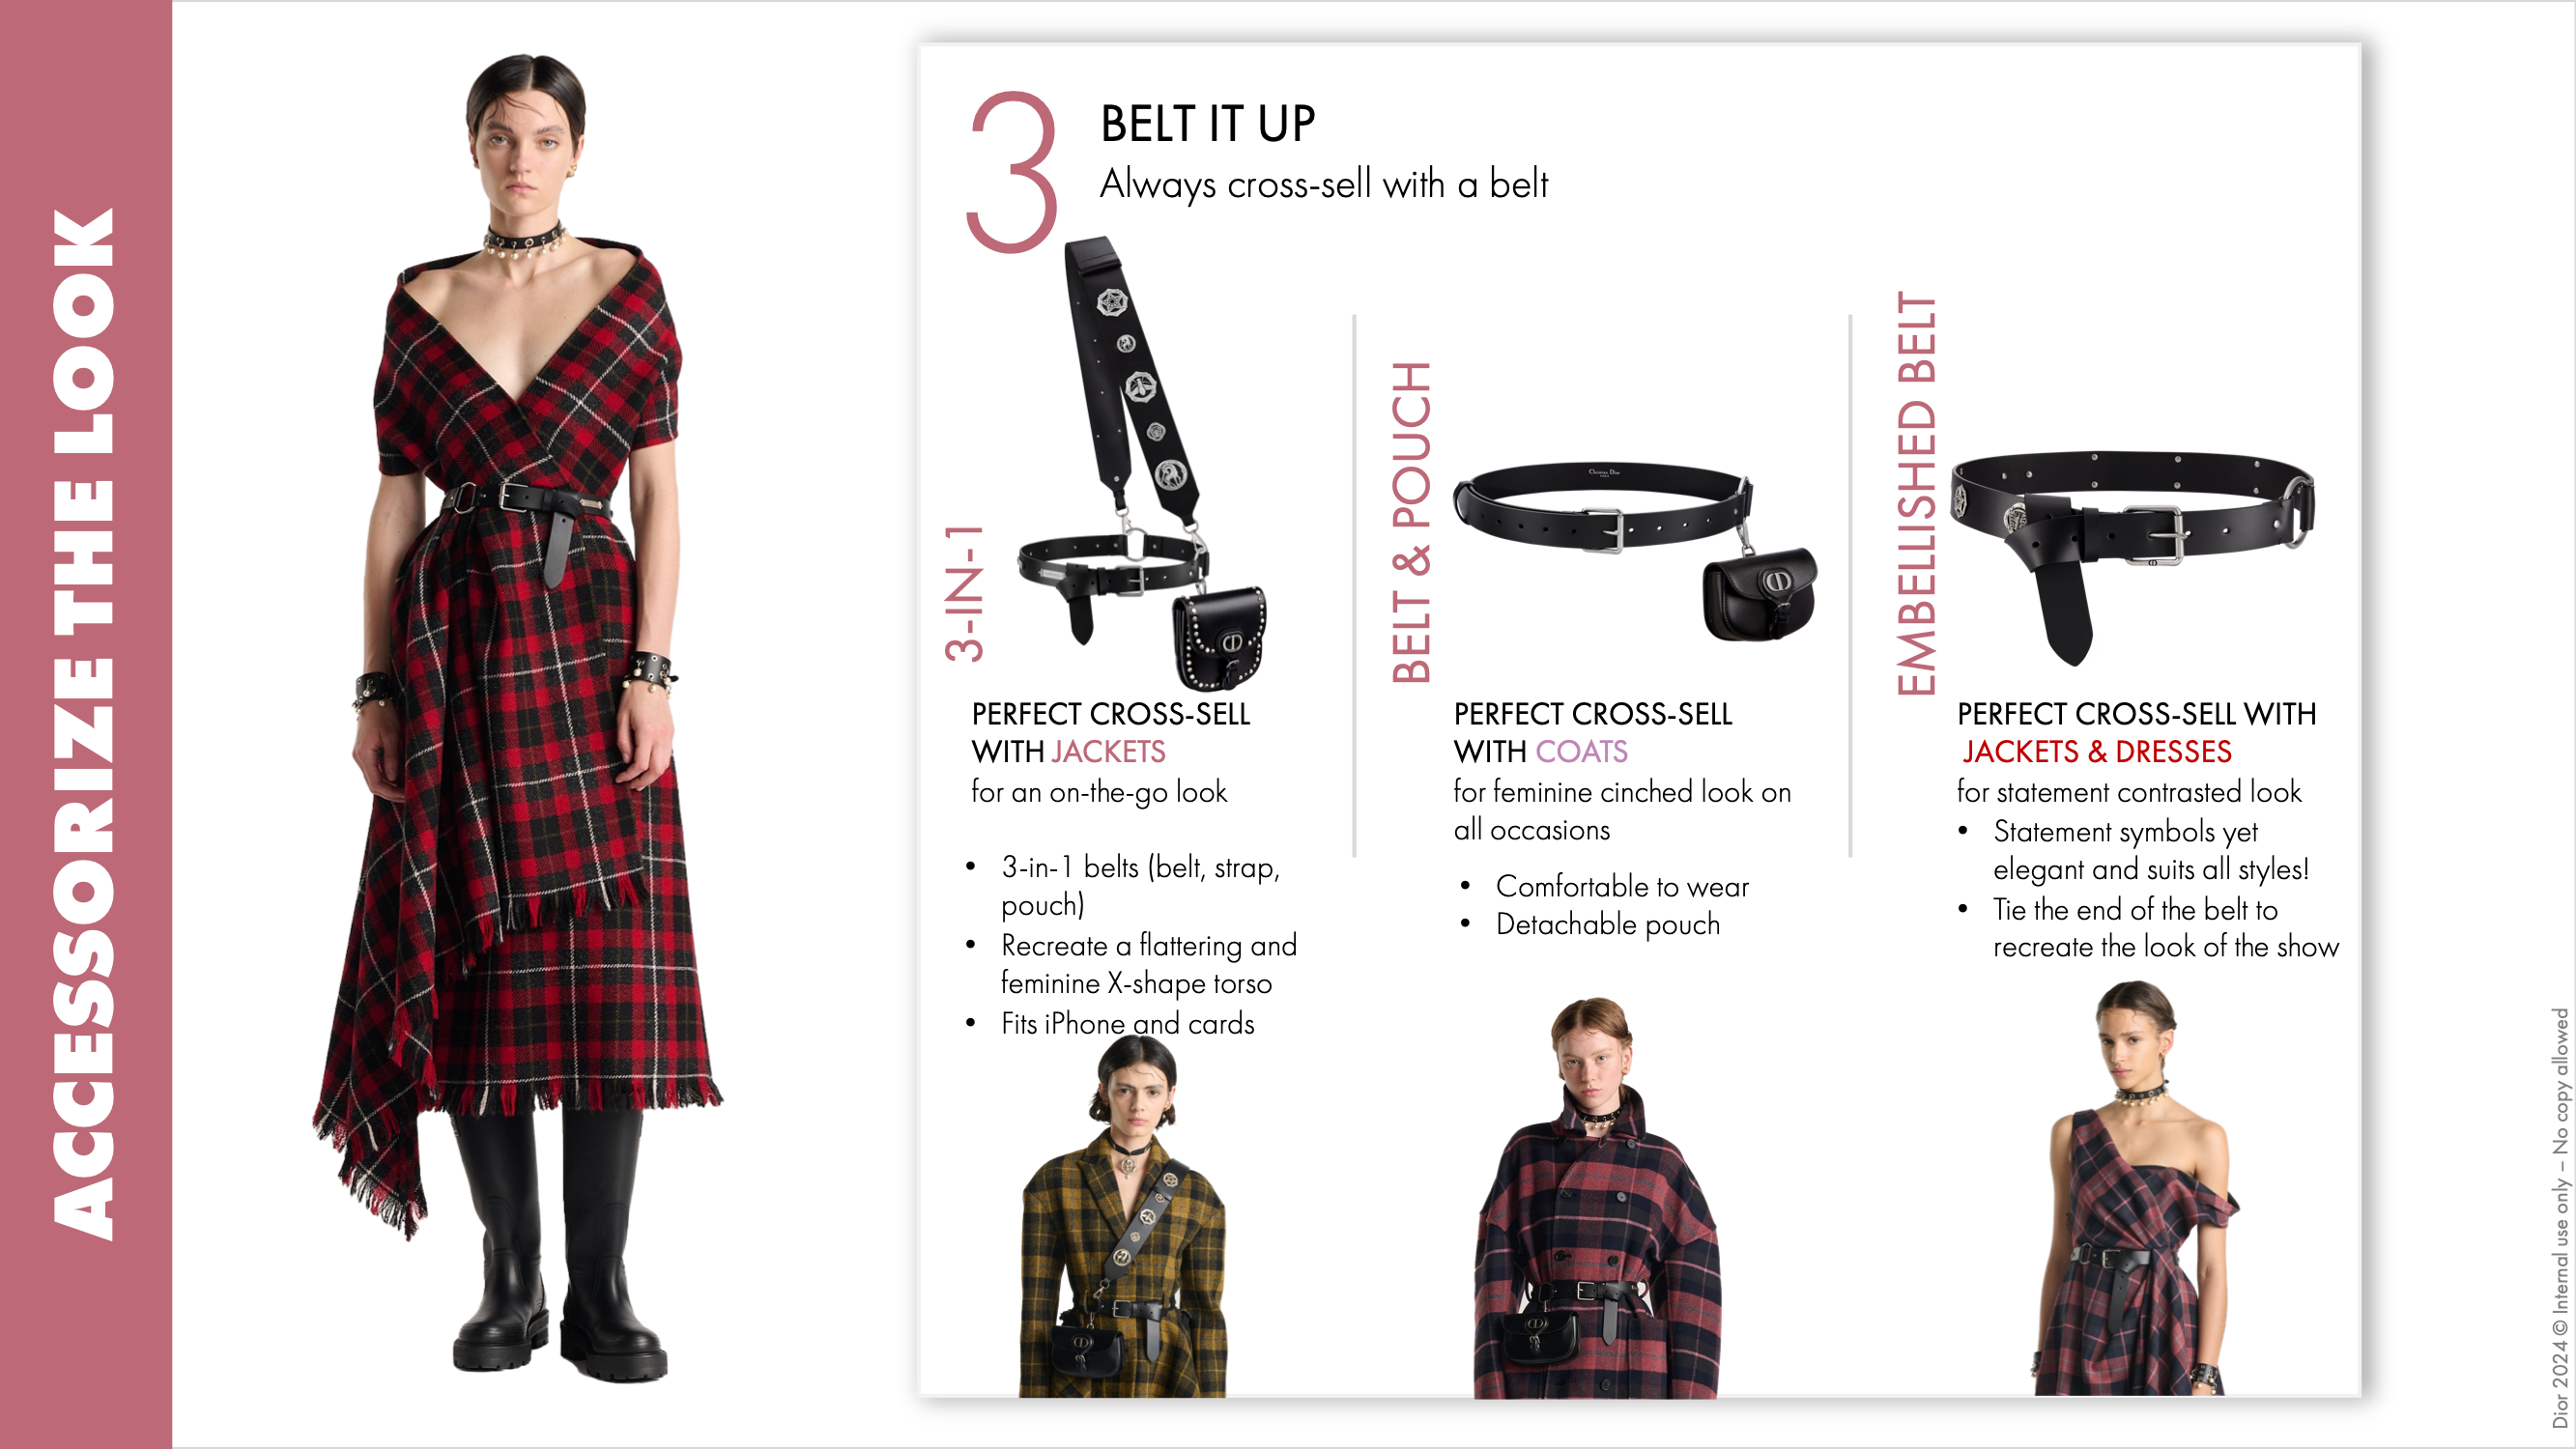 ACCESSORIZE THE LOOK
3
BELT IT UP
Always cross-sell with a belt
3-IN-1
PERFECT CROSS-SELL
WITH JACKETS
for an on-the-go look
• 3-in-1 belts (belt, strap,
pouch)
• Recreate a flattering and
feminine X-shape torso
• Fits iPhone and cards
BELT & POUCH
Christian Dior
PERFECT CROSS-SELL
WITH COATS
for feminine cinched look on
all occasions
• Comfortable to wear
• Detachable pouch
EMBELLISHED BELT
PERFECT CROSS-SELL WITH
JACKETS & DRESSES
for statement contrasted look
• Statement symbols yet
elegant and suits all styles!
• Tie the end of the belt to
recreate the look of the show
Dior 2024 © Internal use only – No copy allowed